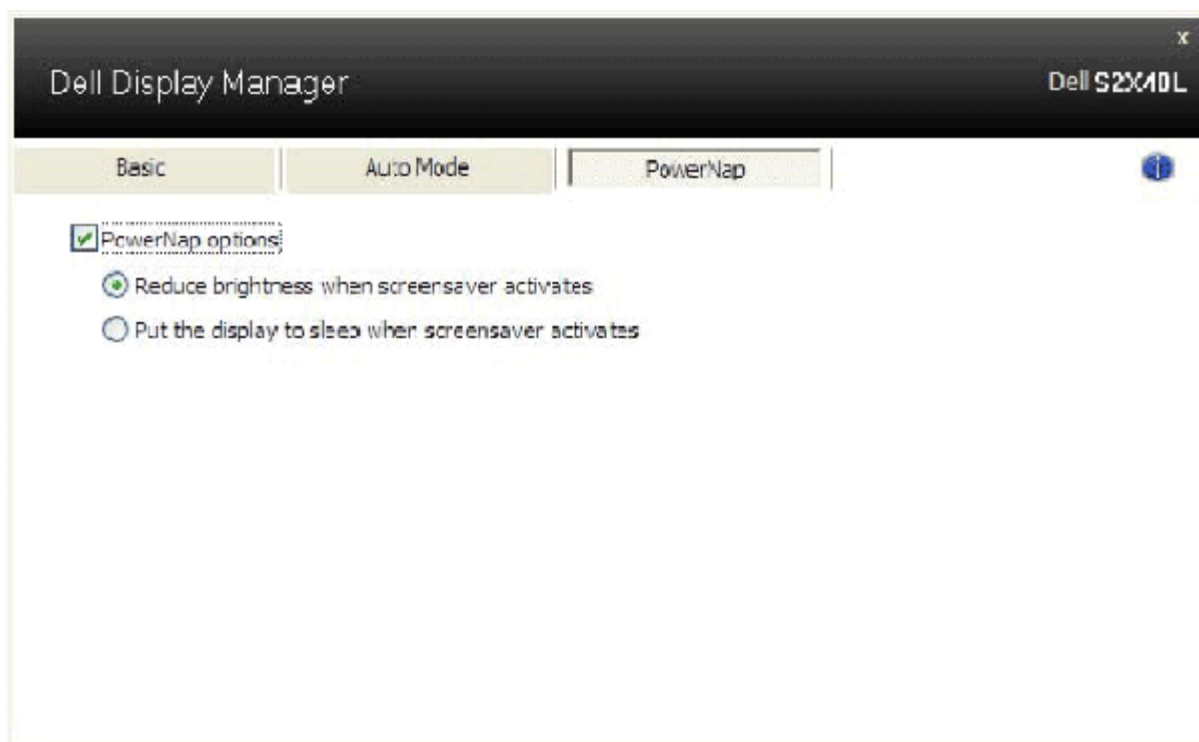 x
Dell Display Manager
Dell S2X40L
Basic
Auto Mode
PowerNap
PowerNap options
Reduce brightness when screensaver activates
Put the display to sleep when screensaver activates